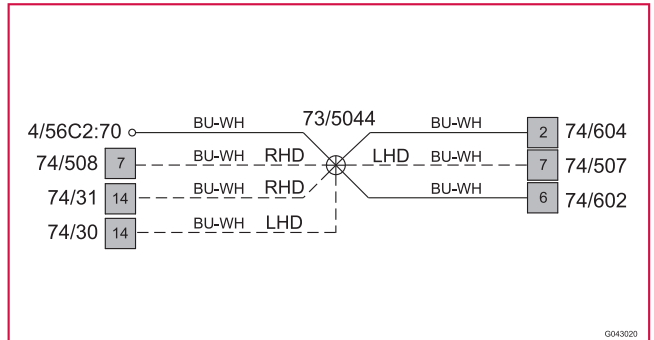 4/56C2:70 BU-WH 73/5044 BU-WH 2 74/604
74/508 7 BU-WH RHD LHD BU-WH 7 74/507
74/31 14 BU-WH RHD BU-WH 6 74/602
74/30 14 BU-WH LHD
G043020